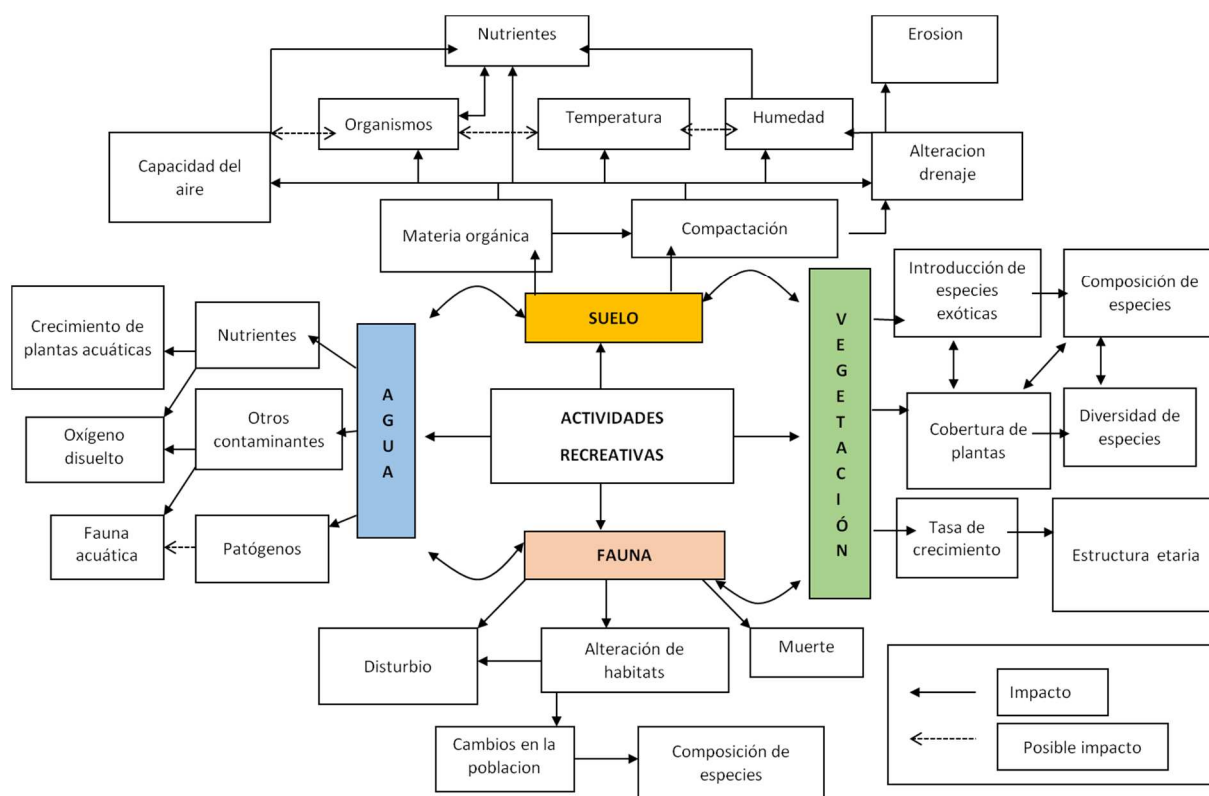 Nutrientes
Erosion
Organismos
Temperatura
Humedad
Capacidad del
aire
Alteracion
drenaje
Materia orgánica
Compactación
SUELO
Introducción de
especies
exóticas
Composición de
especies
Crecimiento de
plantas acuáticas
Nutrientes
A
G
U
A
ACTIVIDADES
RECREATIVAS
V
E
G
E
T
A
C
I
Ó
N
Oxígeno
disuelto
Otros
contaminantes
Cobertura de
plantas
Diversidad de
especies
Fauna
acuática
Patógenos
FAUNA
Tasa de
crecimiento
Estructura etaria
Disturbio
Alteración de
habitats
Muerte
Cambios en la
poblacion
Composición de
especies
Impacto
Posible impacto